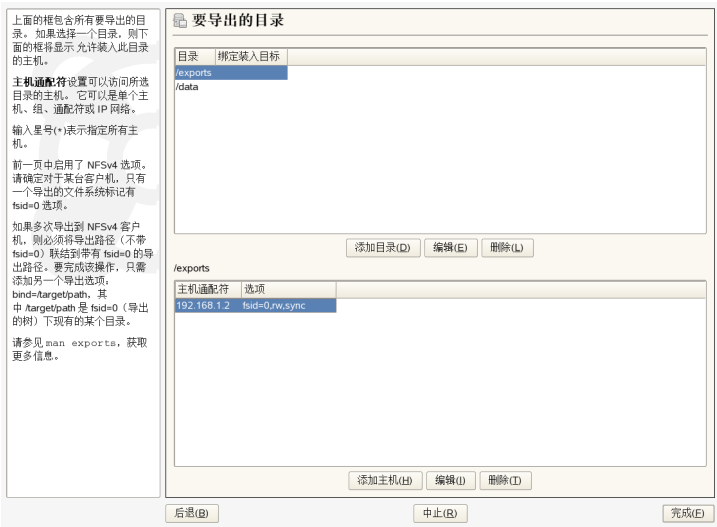 上面的框包含所有要导出的目
录。 如果选择一个目录，则下
面的框将显示 允许装入此目录
的主机。
主机通配符设置可以访问所选
目录的主机。 它可以是单个主
机、组、通配符或 IP 网络。
输入星号(*)表示指定所有主
机。
前一页中启用了 NFSv4 选项。
请确定对于某台客户机，只有
一个导出的文件系统标记有
fsid=0 选项。
如果多次导出到 NFSv4 客户
机，则必须将导出路径（不带
fsid=0）联结到带有 fsid=0 的导
出路径。要完成该操作，只需
添加另一个导出选项:
bind=/target/path，其
中 /target/path 是 fsid=0（导出
的树）下现有的某个目录。
请参见 man exports，获取
更多信息。
要导出的目录
目录 绑定装入目标
/exports
/data
添加目录(D) 编辑(E) 删除(L)
/exports
主机通配符 选项
192.168.1.2 fsid=0,rw,sync
添加主机(H) 编辑(I) 删除(T)
后退(B) 中止(R) 完成(F)